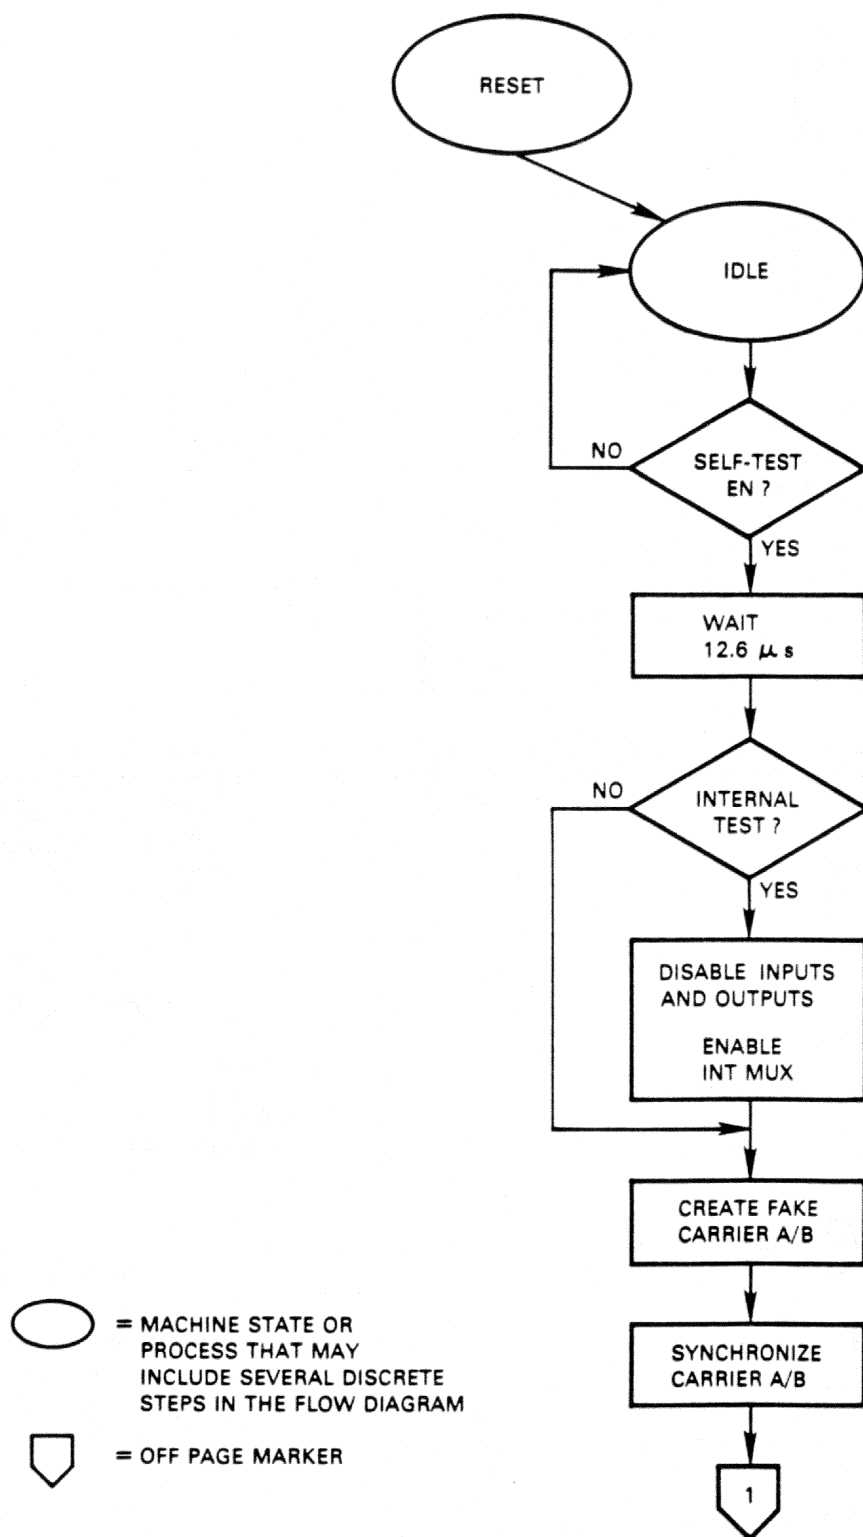 RESET
IDLE
NO
SELF-TEST
EN ?
YES
WAIT
12.6 μs
NO
INTERNAL
TEST ?
YES
DISABLE INPUTS
AND OUTPUTS
ENABLE
INT MUX
CREATE FAKE
CARRIER A/B
SYNCHRONIZE
CARRIER A/B
1
= MACHINE STATE OR
PROCESS THAT MAY
INCLUDE SEVERAL DISCRETE
STEPS IN THE FLOW DIAGRAM
= OFF PAGE MARKER